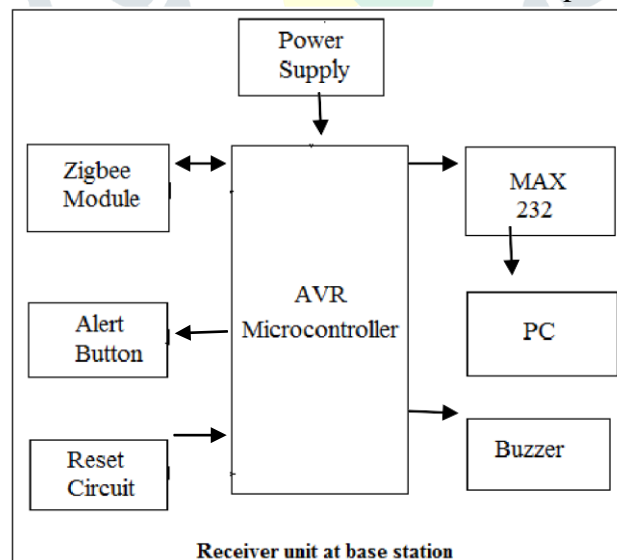 Power
Supply
Zigbee
Module
MAX
232
AVR
Microcontroller
Alert
Button
PC
Reset
Circuit
Buzzer
Receiver unit at base station